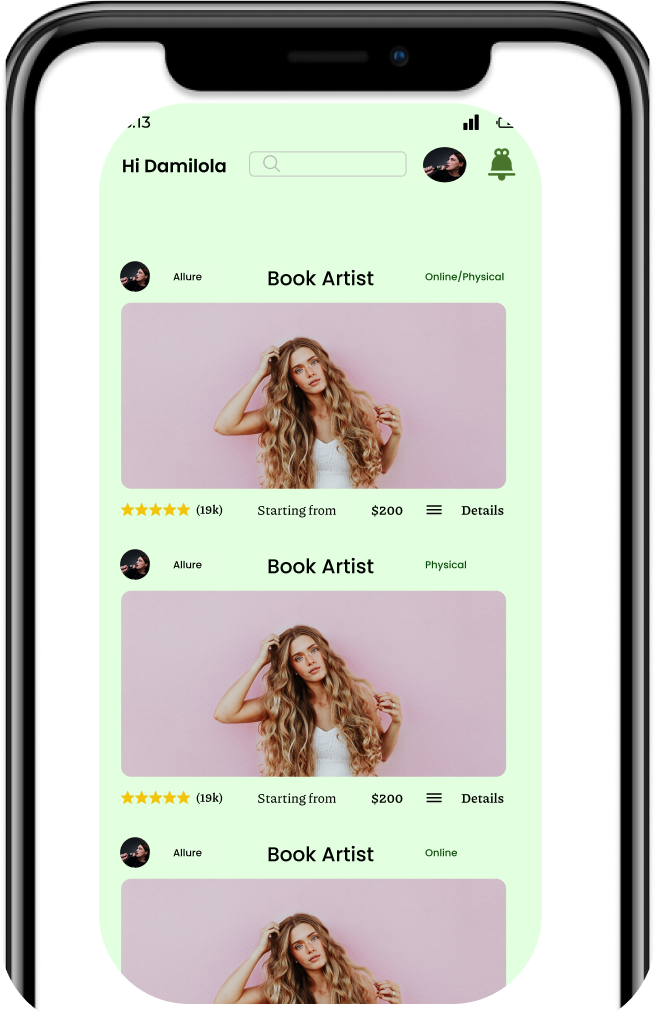 :13
Hi Damilola
Allure Book Artist Online/Physical
(19k) Starting from $200 Details
Allure Book Artist Physical
(19k) Starting from $200 Details
Allure Book Artist Online